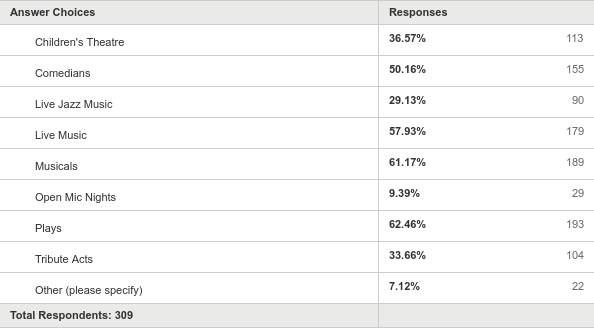 Answer Choices Responses
Children's Theatre 36.57% 113
Comedians 50.16% 155
Live Jazz Music 29.13% 90
Live Music 57.93% 179
Musicals 61.17% 189
Open Mic Nights 9.39% 29
Plays 62.46% 193
Tribute Acts 33.66% 104
Other (please specify) 7.12% 22
Total Respondents: 309